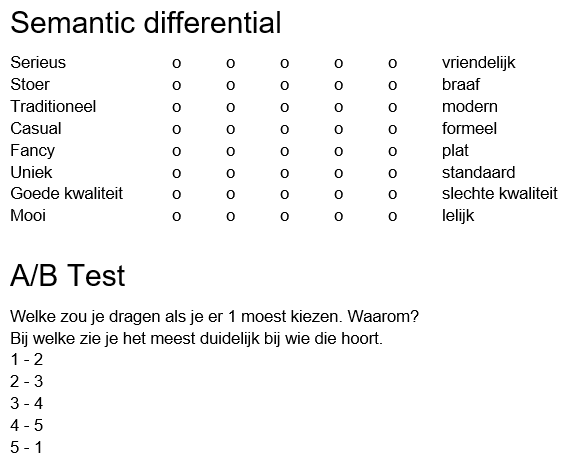 Semantic differential
Serieus o o o o o vriendelijk
Stoer o o o o o braaf
Traditioneel o o o o o modern
Casual o o o o o formeel
Fancy o o o o o plat
Uniek o o o o o standaard
Goede kwaliteit o o o o o slechte kwaliteit
Mooi o o o o o lelijk
A/B Test
Welke zou je dragen als je er 1 moest kiezen. Waarom?
Bij welke zie je het meest duidelijk bij wie die hoort.
1 - 2
2 - 3
3 - 4
4 - 5
5 - 1